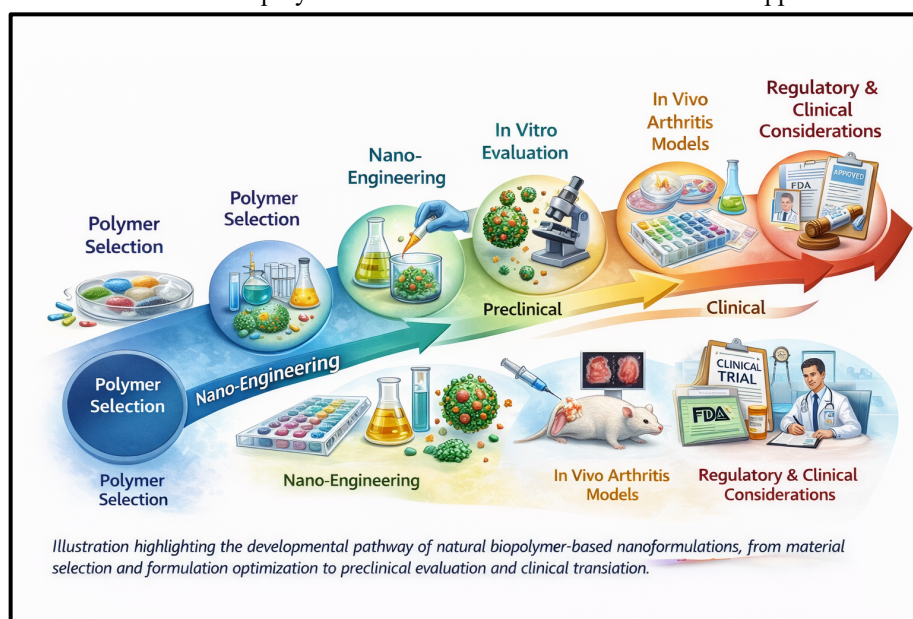 Regulatory &
Clinical
Considerations
In Vivo
Arthritis
Models
In Vitro
Evaluation
Nano-
Engineering
Polymer
Selection
Polymer
Selection
FDA
APPROVED
Preclinical
Clinical
Nano-Engineering
Polymer
Selection
CLINICAL
TRIAL
FDA
Polymer
Selection
Nano-Engineering
In Vivo Arthritis
Models
Regulatory & Clinical
Considerations
Illustration highlighting the developmental pathway of natural biopolymer-based nanoformulations, from material
selection and formulation optimization to preclinical evaluation and clinical transiation.